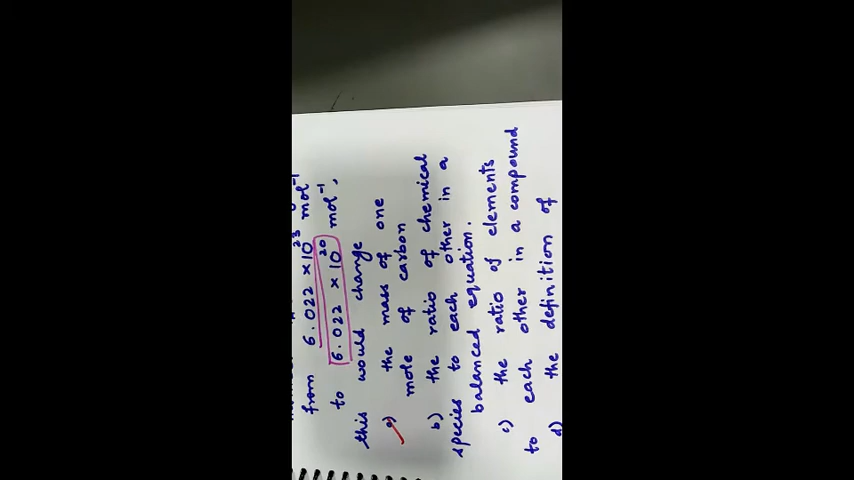 from 6.022 × 10²³ mol⁻¹
to 6.022 × 10²⁰ mol⁻¹,
this would change
a) the mass of one
mole of carbon
b) the ratio of chemical
species to each other in a
balanced equation.
c) the ratio of elements
to each other in a compound
d) the definition of